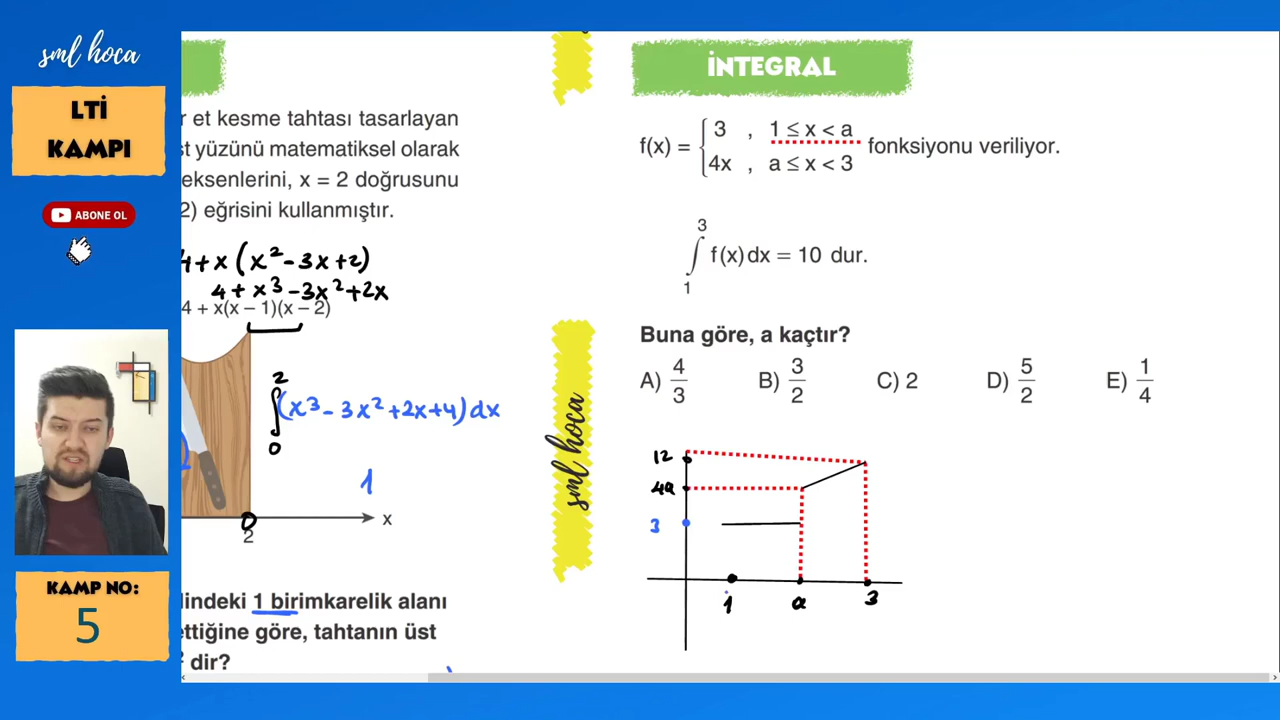 sml hoca
LTİ
KAMPI
ABONE OL
KAMP NO:
5
r et kesme tahtası tasarlayan
st yüzünü matematiksel olarak
eksenlerini, x = 2 doğrusunu
2) eğrisini kullanmıştır.
4+x(x²-3x+2)
4+x³-3x²+2x
4 + x(x – 1)(x – 2)
2
∫(x³-3x²+2x+4)dx
0
1
x
2
lindeki 1 birimkarelik alanı
ettiğine göre, tahtanın üst
² dir?
sml hoca
İNTEGRAL
f(x) = { 3 , 1 ≤ x < a
4x , a ≤ x < 3 fonksiyonu veriliyor.
3
∫ f(x) dx = 10 dur.
1
Buna göre, a kaçtır?
A) 4/3 B) 3/2 C) 2 D) 5/2 E) 1/4
12
4a
3
1 a 3